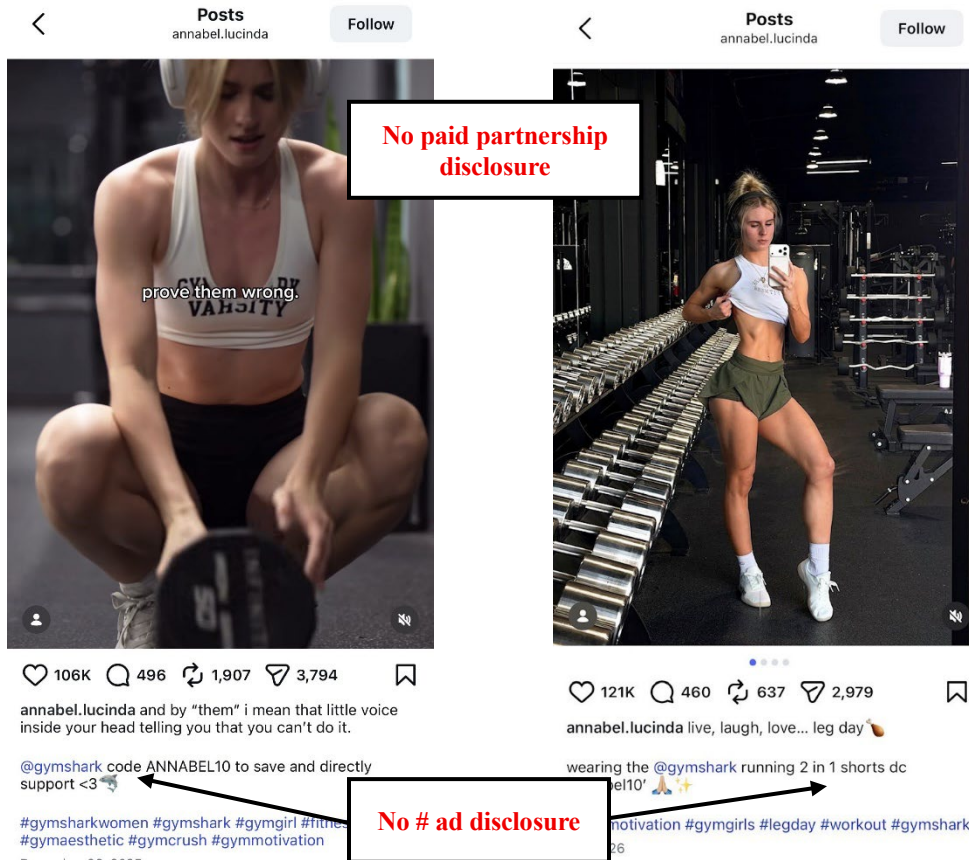 Posts
annabel.lucinda
Follow
No paid partnership
disclosure
prove them wrong.
VARSITY
106K 496 1,907 3,794
annabel.lucinda and by “them” i mean that little voice
inside your head telling you that you can’t do it.
@gymshark code ANNABEL10 to save and directly
support <3
#gymsharkwomen #gymshark #gymgirl
#gymaesthetic #gymcrush #gymmotivation
Posts
annabel.lucinda
Follow
121K 460 637 2,979
annabel.lucinda live, laugh, love... leg day
wearing the @gymshark running 2 in 1 shorts dc
el10’
#gymgirls #legday #workout #gymshark
26
No # ad disclosure